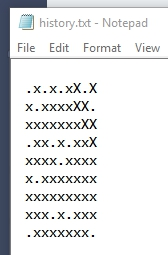 history.txt - Notepad
File Edit Format View
.x.x.xX.X
x.xxxxXX.
xxxxxxxXX
.xx.x.xxX
xxxx.xxxx
x.xxxxxxx
xxxxxxxxx
xxx.x.xxx
.xxxxxxx.